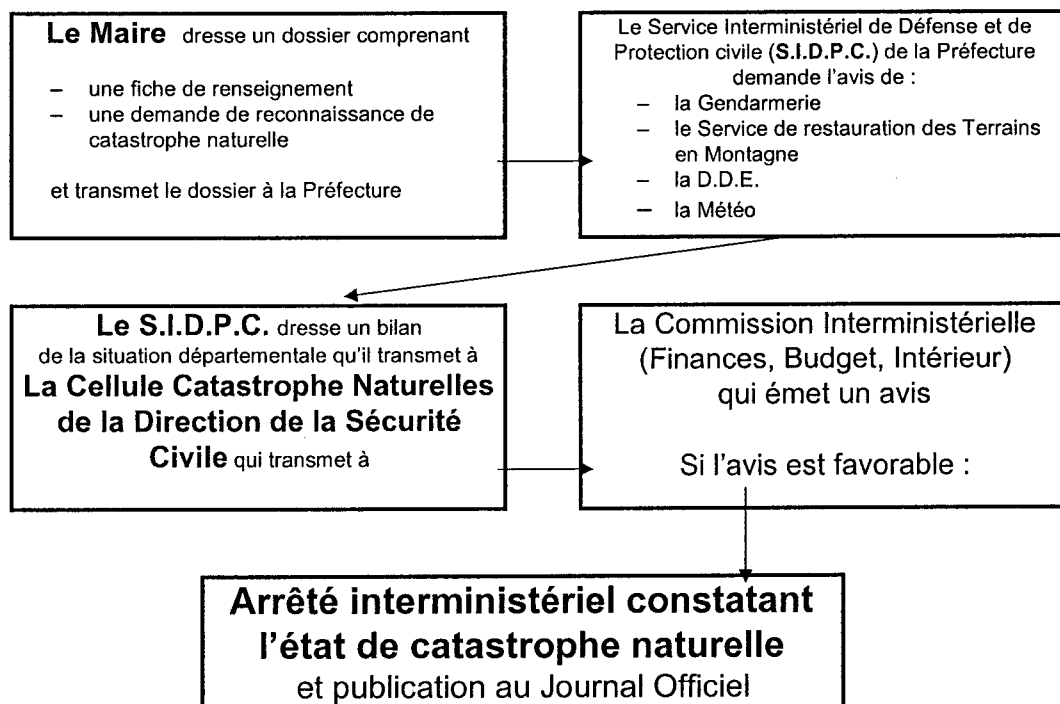 Le Maire dresse un dossier comprenant
– une fiche de renseignement
– une demande de reconnaissance de
catastrophe naturelle
et transmet le dossier à la Préfecture
Le Service Interministériel de Défense et de
Protection civile (S.I.D.P.C.) de la Préfecture
demande l'avis de :
– la Gendarmerie
– le Service de restauration des Terrains
en Montagne
– la D.D.E.
– la Météo
Le S.I.D.P.C. dresse un bilan
de la situation départementale qu'il transmet à
La Cellule Catastrophe Naturelles
de la Direction de la Sécurité
Civile qui transmet à
La Commission Interministérielle
(Finances, Budget, Intérieur)
qui émet un avis
Si l'avis est favorable :
Arrêté interministériel constatant
l'état de catastrophe naturelle
et publication au Journal Officiel